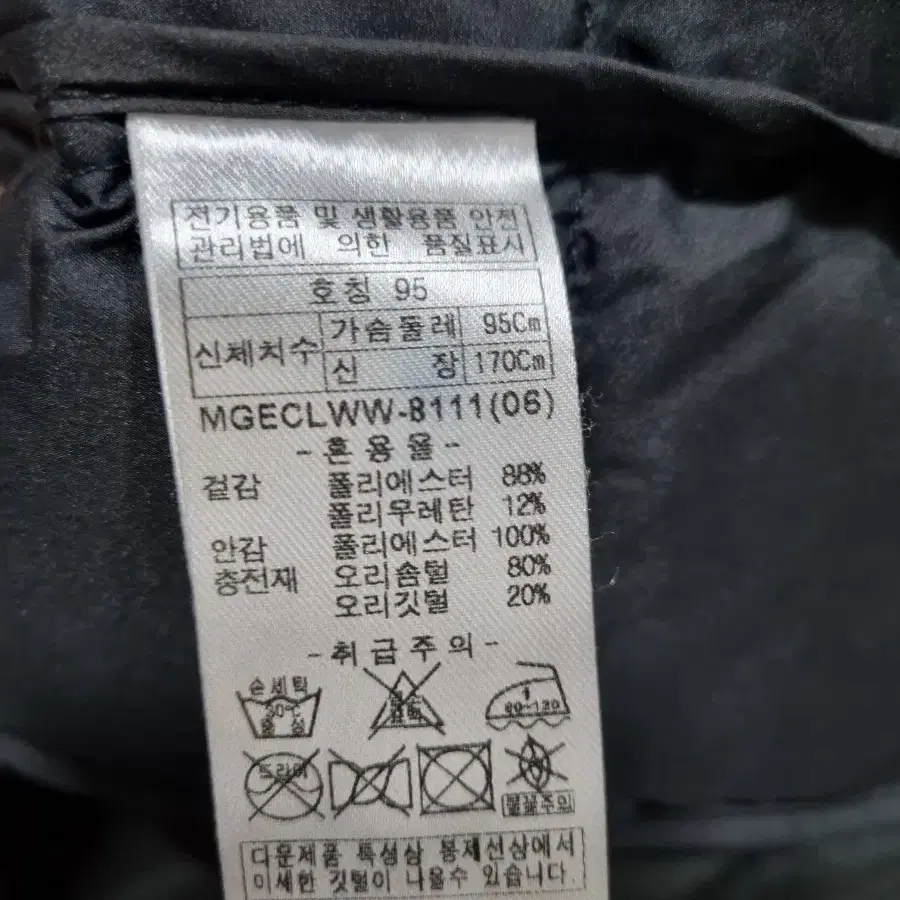 전기용품 및 생활용품 안전
관리법에 의한 품질표시
호칭 95
신체치수 가슴둘레 95Cm
신 장 170Cm
MGECLWW-8111(06)
- 혼용율 -
겉감 폴리에스터 88%
폴리우레탄 12%
안감 폴리에스터 100%
충전재 오리솜털 80%
오리깃털 20%
- 취급주의 -
손세탁
30℃
중성
80~120
드라이
불꽃주의
다운제품 특성상 봉제선상에서
미세한 깃털이 나올수 있습니다.